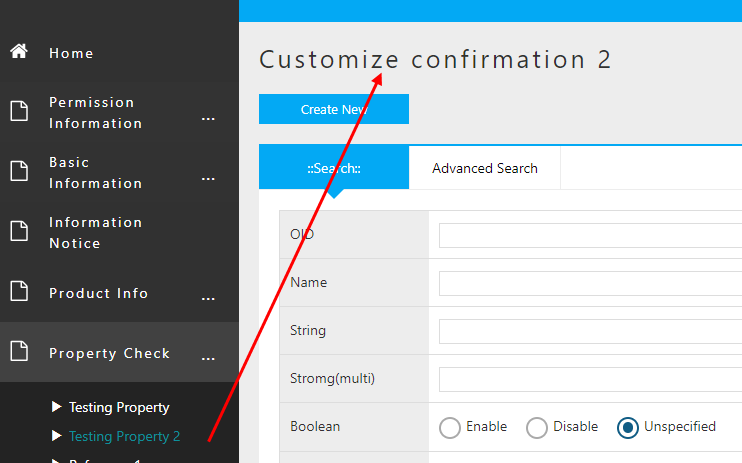 Home
Permission
Information
...
Basic
Information
...
Information
Notice
Product Info ...
Property Check ...
Testing Property
Testing Property 2
Customize confirmation 2
Create New
::Search::
Advanced Search
OID
Name
String
Stromg(multi)
Boolean
Enable Disable Unspecified